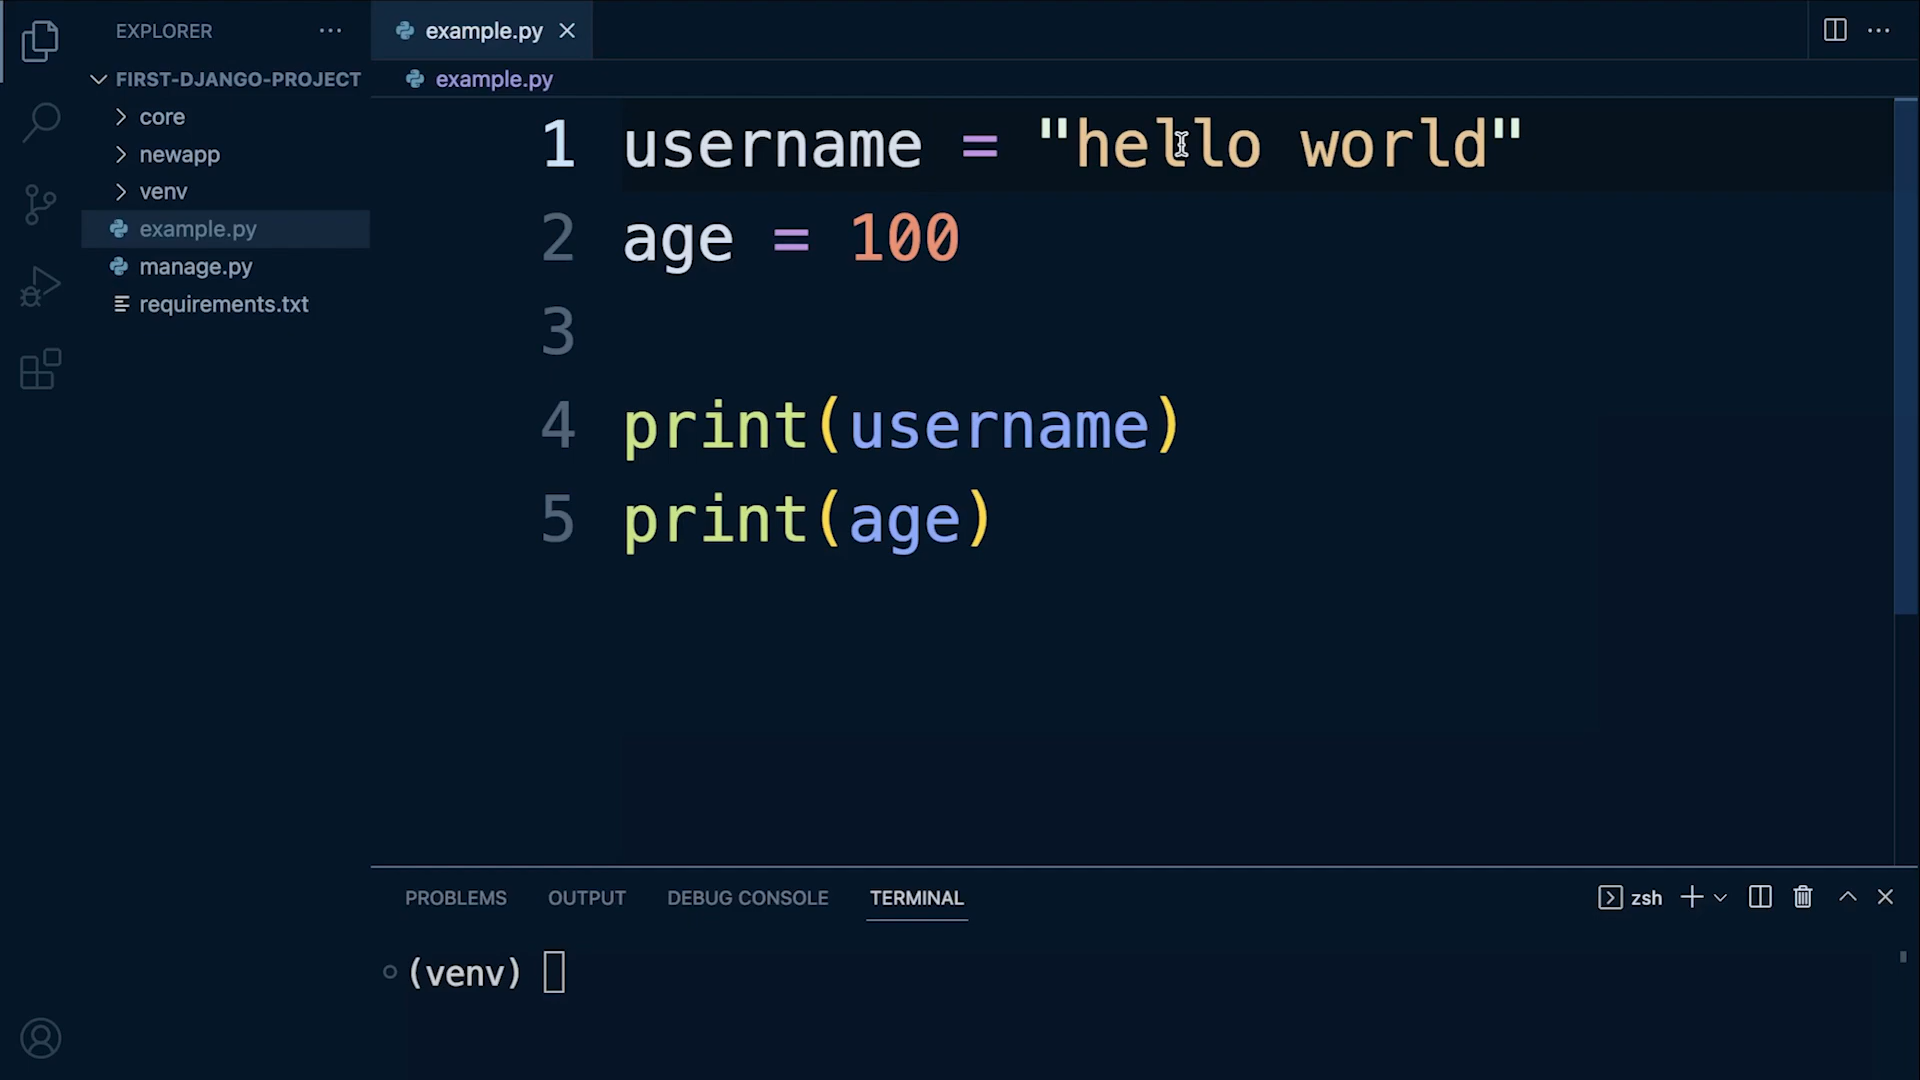 EXPLORER
FIRST-DJANGO-PROJECT
core
newapp
venv
example.py
manage.py
requirements.txt
example.py
example.py
1 username = "hello world"
2 age = 100
3
4 print(username)
5 print(age)
PROBLEMS OUTPUT DEBUG CONSOLE TERMINAL
zsh
(venv)